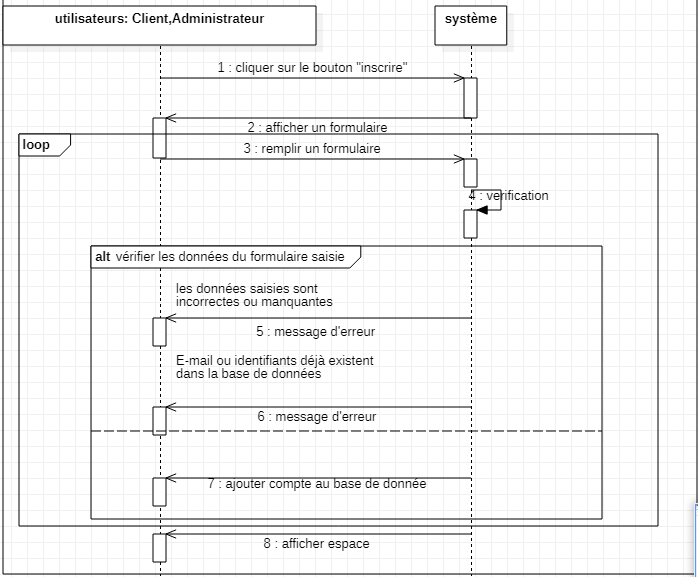 utilisateurs: Client,Administrateur
système
1 : cliquer sur le bouton "inscrire"
2 : afficher un formulaire
loop
3 : remplir un formulaire
4 : verification
alt vérifier les données du formulaire saisie
les données saisies sont
incorrectes ou manquantes
5 : message d'erreur
E-mail ou identifiants déjà existent
dans la base de données
6 : message d'erreur
7 : ajouter compte au base de donnée
8 : afficher espace